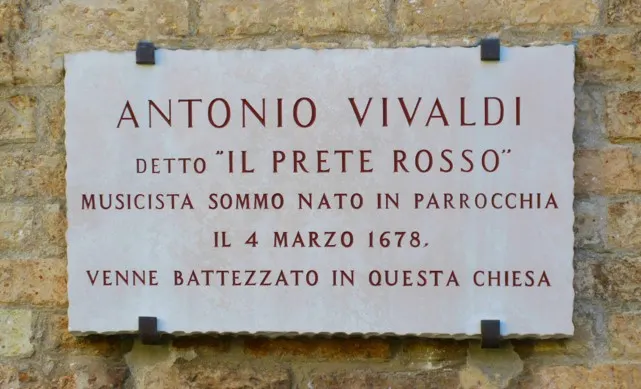 ANTONIO VIVALDI
DETTO "IL PRETE ROSSO"
MUSICISTA SOMMO NATO IN PARROCCHIA
IL 4 MARZO 1678.
VENNE BATTEZZATO IN QUESTA CHIESA